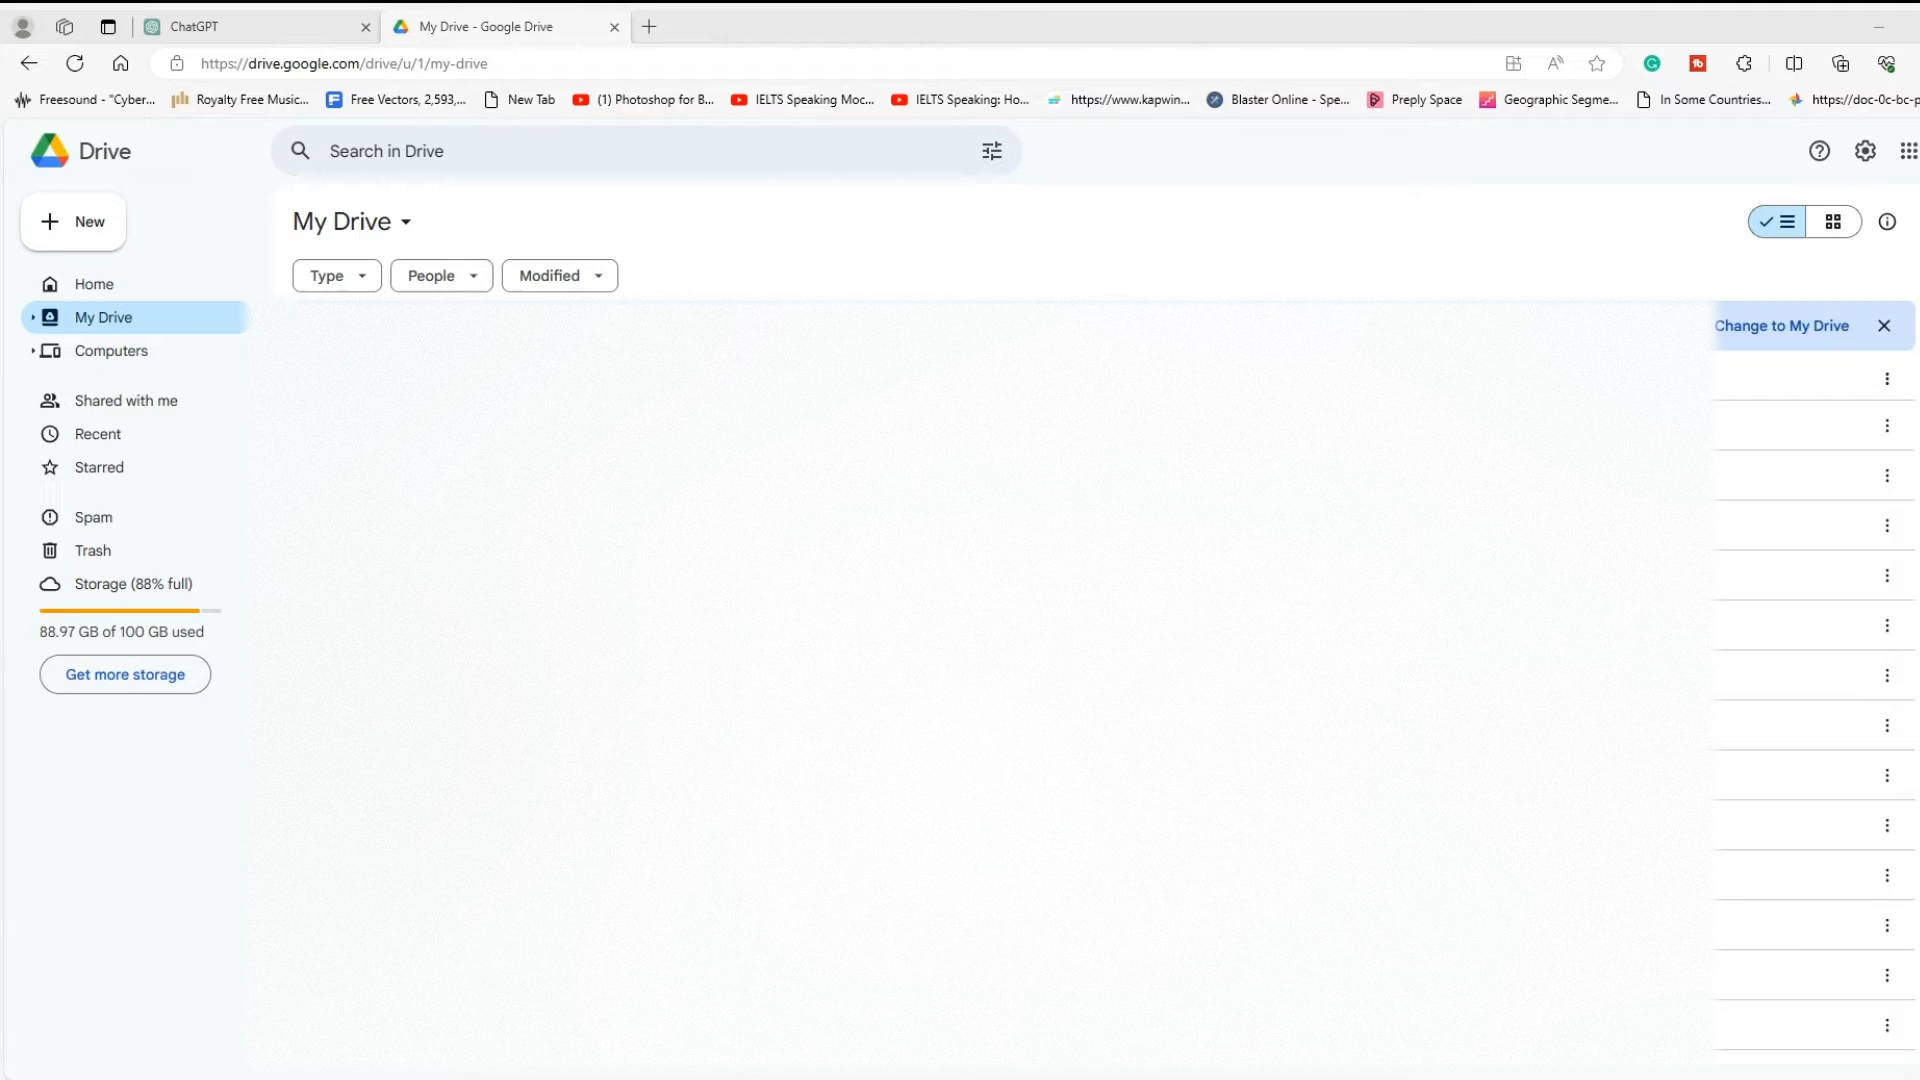 ChatGPT
My Drive - Google Drive
https://drive.google.com/drive/u/1/my-drive
Freesound - "Cyber...
Royalty Free Music...
Free Vectors, 2,593,...
New Tab
(1) Photoshop for B...
IELTS Speaking Moc...
IELTS Speaking: Ho...
https://www.kapwin...
Blaster Online - Spe...
Preply Space
Geographic Segme...
In Some Countries...
https://doc-0c-bc-p
Drive
Search in Drive
New
My Drive
Type
People
Modified
Home
My Drive
Computers
Shared with me
Recent
Starred
Spam
Trash
Storage (88% full)
88.97 GB of 100 GB used
Get more storage
Change to My Drive